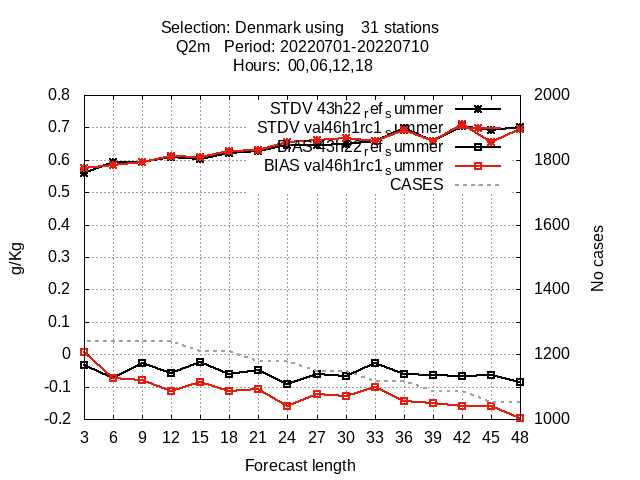 Selection: Denmark using    31 stations
Q2m   Period: 20220701-20220710
Hours:  00,06,12,18
0.8
0.7
0.6
0.5
0.4
0.3
0.2
0.1
0
-0.1
-0.2
g/Kg
STDV 43h22_ref_summer
STDV val46h1rc1_summer
BIAS 43h22_ref_summer
BIAS val46h1rc1_summer
CASES
2000
1800
1600
1400
1200
1000
No cases
3 6 9 12 15 18 21 24 27 30 33 36 39 42 45 48
Forecast length